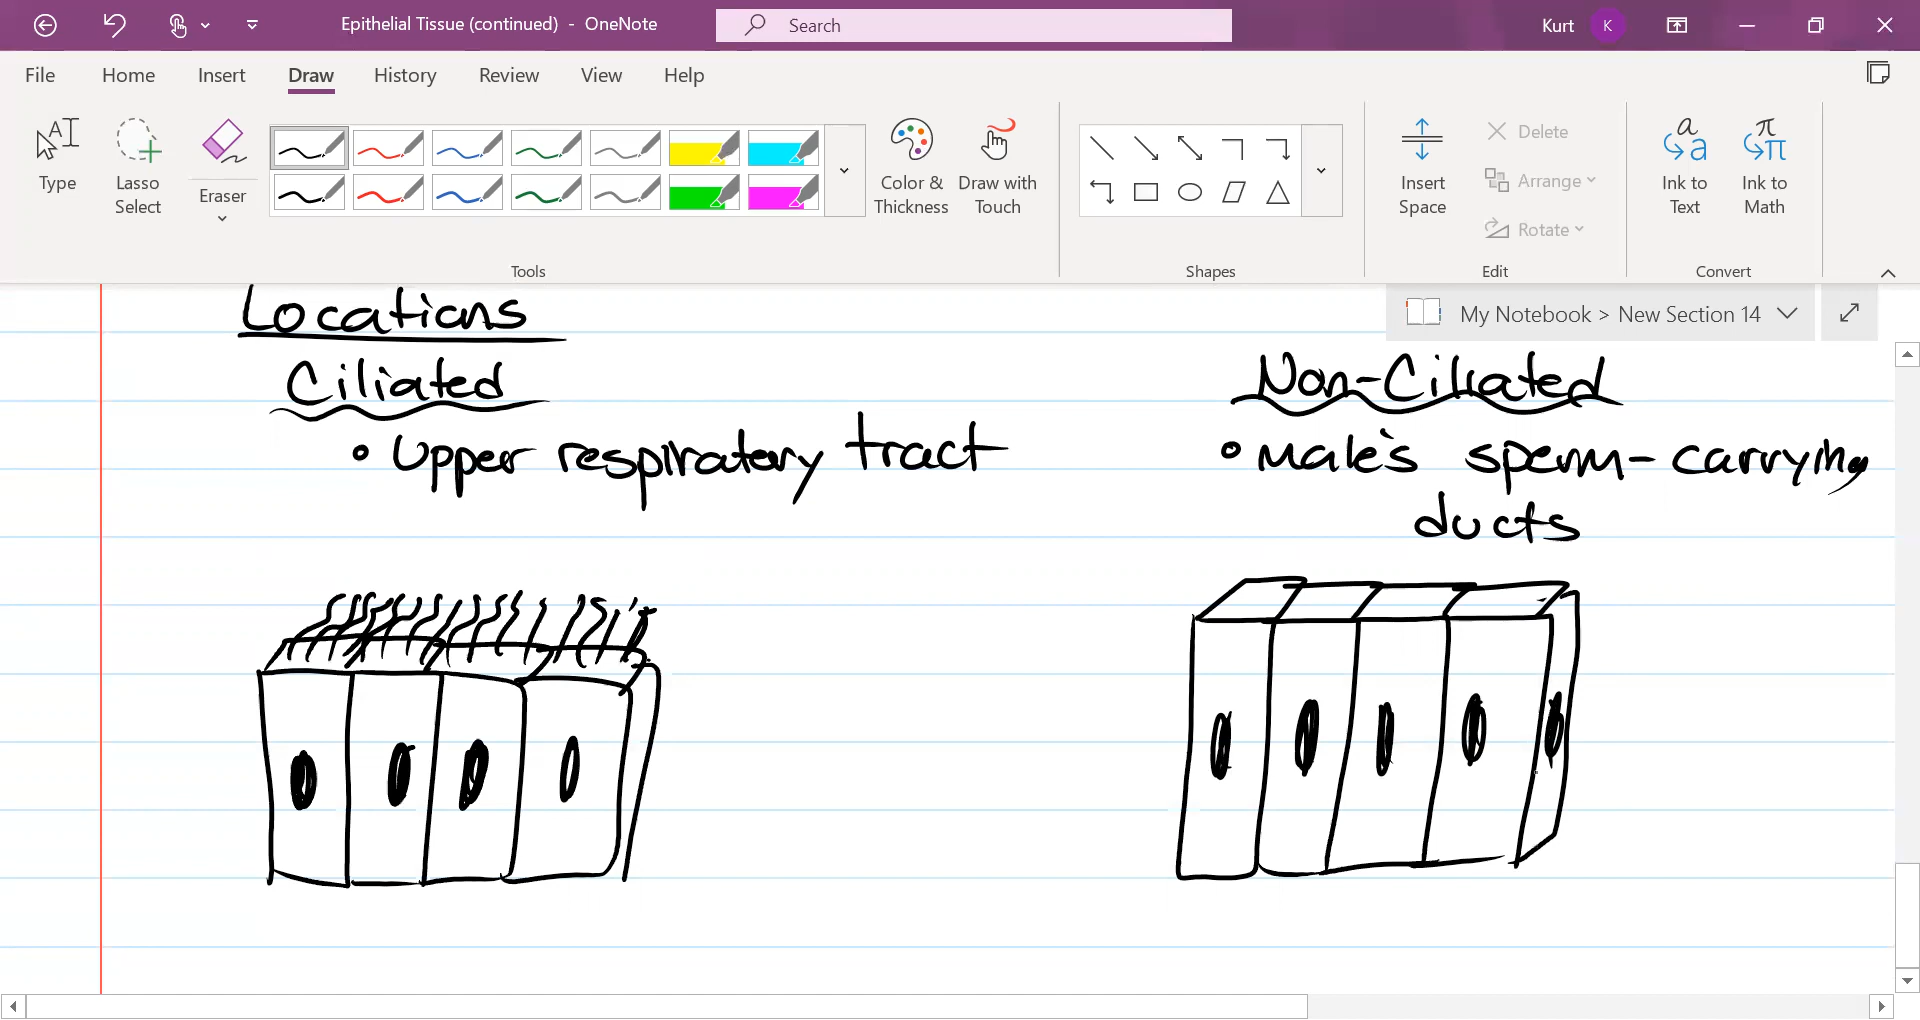 Epithelial Tissue (continued) - OneNote
Search
Kurt K
File Home Insert Draw History Review View Help
Type
Lasso Select
Eraser
Color & Thickness
Draw with Touch
Insert Space
Delete
Arrange
Rotate
Ink to Text
Ink to Math
Tools Shapes Edit Convert
My Notebook > New Section 14
Locations
Ciliated
• Upper respiratory tract
Non-Ciliated
• Male's sperm-carrying
ducts